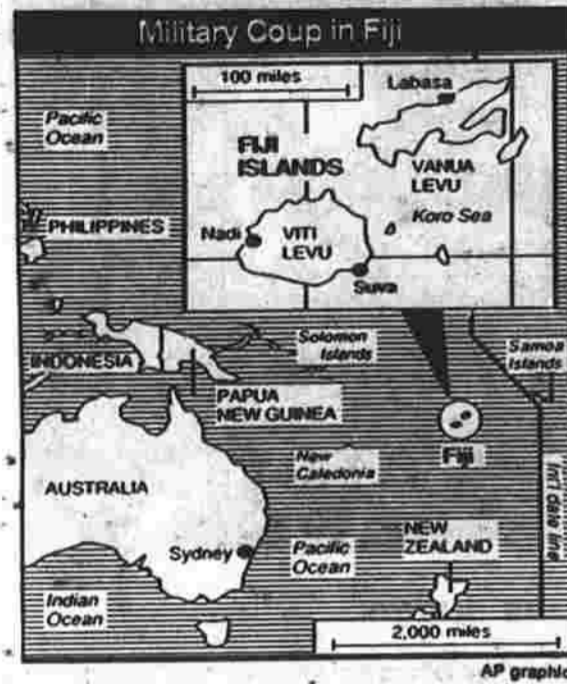 Military Coup in Fiji
100 miles
Labasa
Pacific
Ocean
FIJI
ISLANDS
VANUA
LEVU
PHILIPPINES
Koro Sea
Nadi
VITI
LEVU
Suva
Solomon
Islands
Samoa
Islands
INDONESIA
PAPUA
NEW GUINEA
Fiji
New
Caledonia
AUSTRALIA
Int'l date line
NEW
ZEALAND
Sydney
Pacific
Ocean
Indian
Ocean
2,000 miles
AP graphic